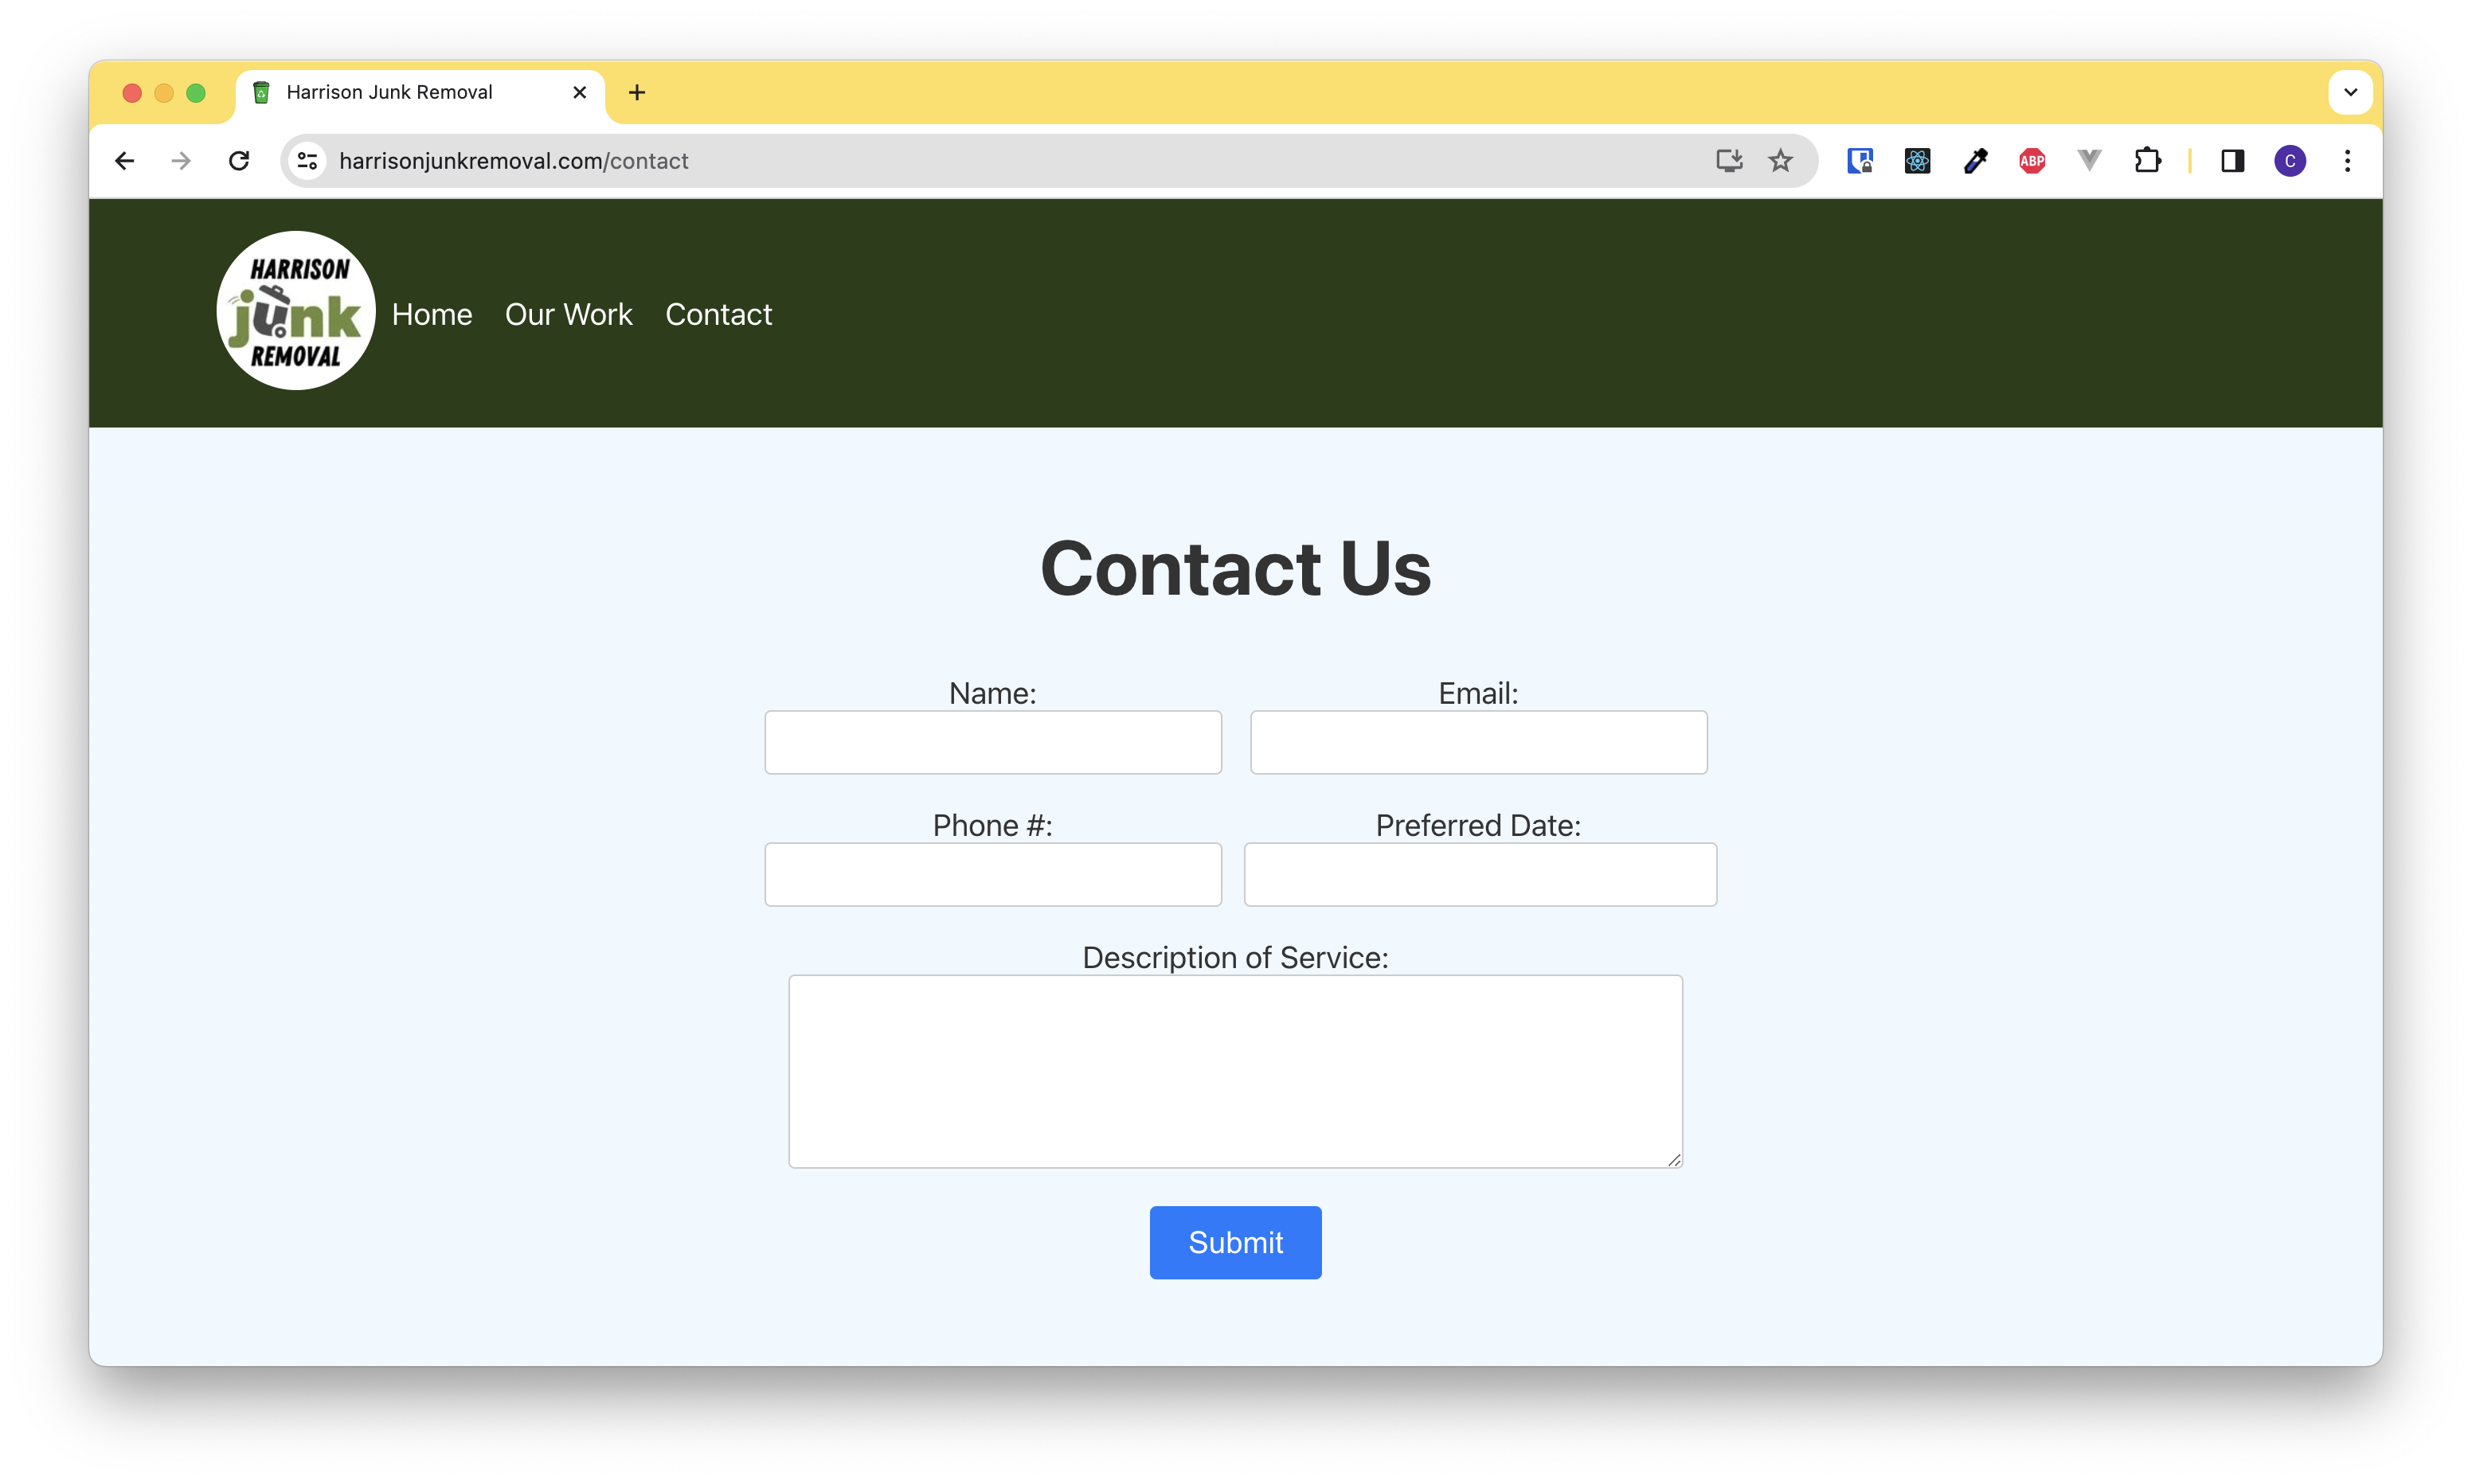 Harrison Junk Removal
harrisonjunkremoval.com/contact
ABP
C
HARRISON
junk
REMOVAL
Home Our Work Contact
Contact Us
Name: Email:
Phone #: Preferred Date:
Description of Service:
Submit